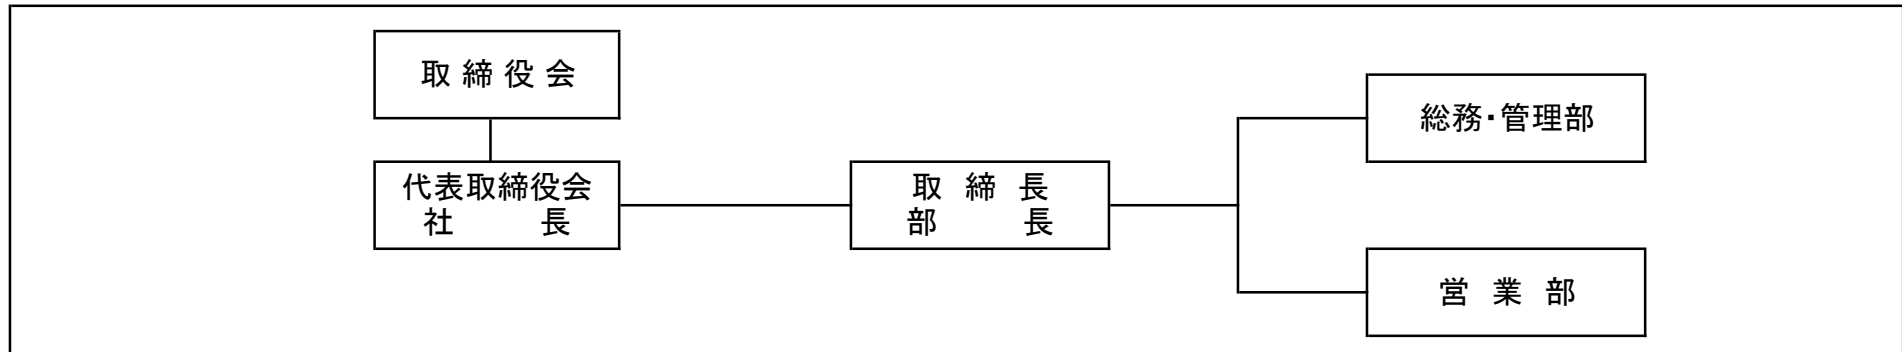 取締役会
代表取締役会
社長
取締長
部長
総務・管理部
営業部